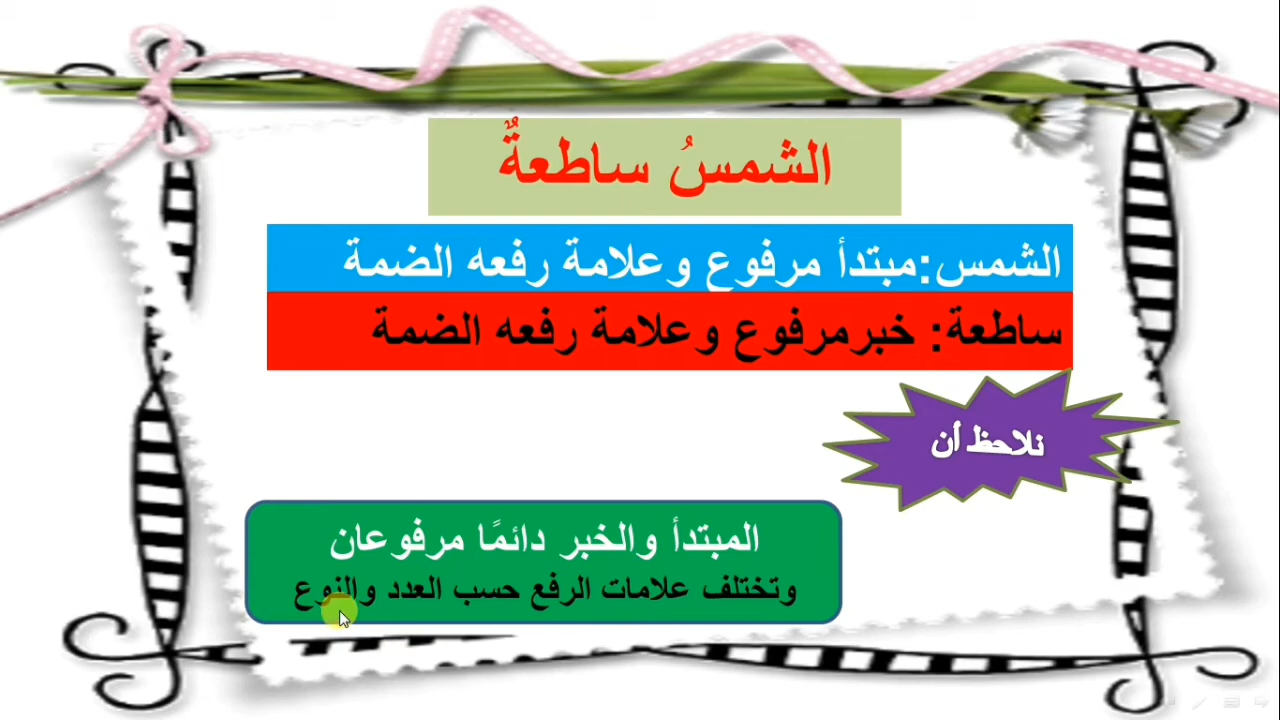 الشمسُ ساطعةٌ
الشمس:مبتدأ مرفوع وعلامة رفعه الضمة
ساطعة: خبرمرفوع وعلامة رفعه الضمة
نلاحظ أن
المبتدأ والخبر دائمًا مرفوعان
وتختلف علامات الرفع حسب العدد والنوع